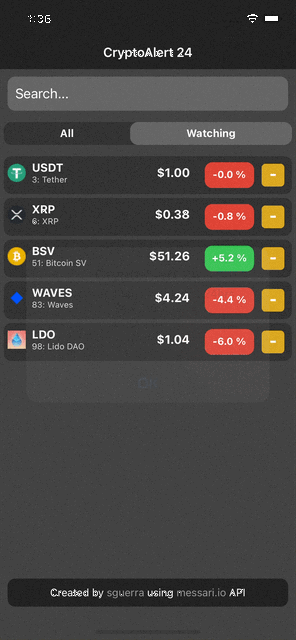 1:36
CryptoAlert 24
Search...
All Watching
USDT $1.00 -0.0 % -
3: Tether
XRP $0.38 -0.8 % -
6: XRP
BSV $51.26 +5.2 % -
51: Bitcoin SV
WAVES $4.24 -4.4 % -
83: Waves
LDO $1.04 -6.0 % -
98: Lido DAO
Created by sguerra using messari.io API